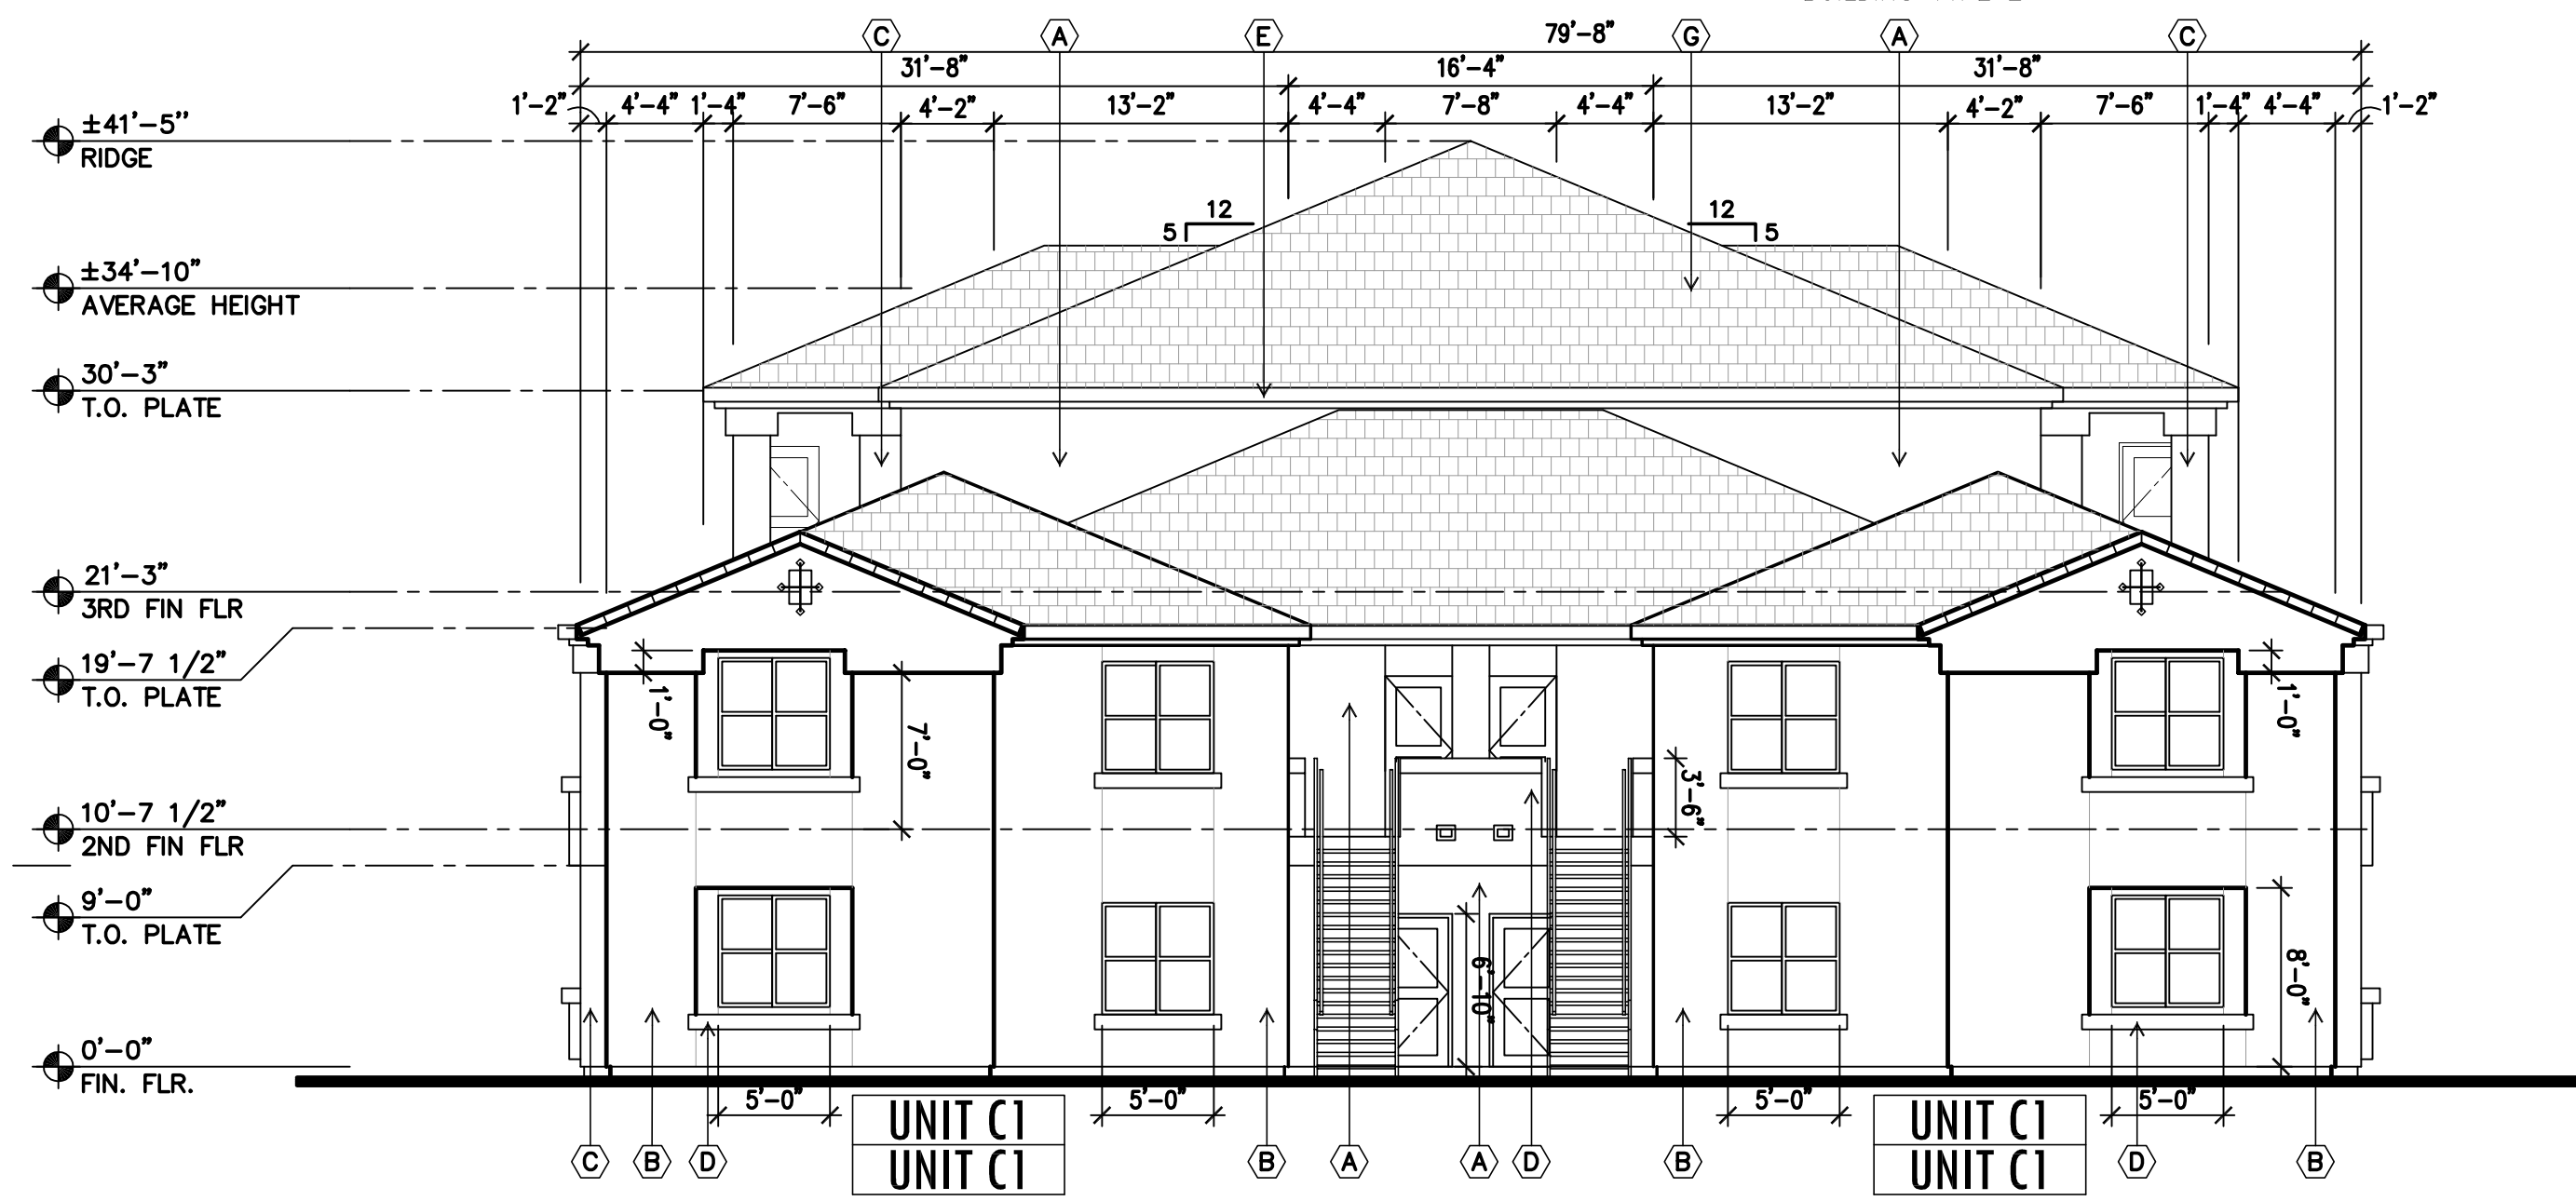 C A E 79'-8" G A C
31'-8" 16'-4" 31'-8"
1'-2" 4'-4" 1'-4" 7'-6" 4'-2" 13'-2" 4'-4" 7'-8" 4'-4" 13'-2" 4'-2" 7'-6" 1'-4" 4'-4" 1'-2"
±41'-5"
RIDGE
12 12
5 5
±34'-10"
AVERAGE HEIGHT
30'-3"
T.O. PLATE
21'-3"
3RD FIN FLR
19'-7 1/2"
T.O. PLATE
1'-0" 7'-0" 3'-6" 1'-0"
10'-7 1/2"
2ND FIN FLR
9'-0"
T.O. PLATE
6'-10" 8'-0"
0'-0"
FIN. FLR.
5'-0" 5'-0" 5'-0" 5'-0"
UNIT C1 UNIT C1
UNIT C1 UNIT C1
C B D B A A D B D B